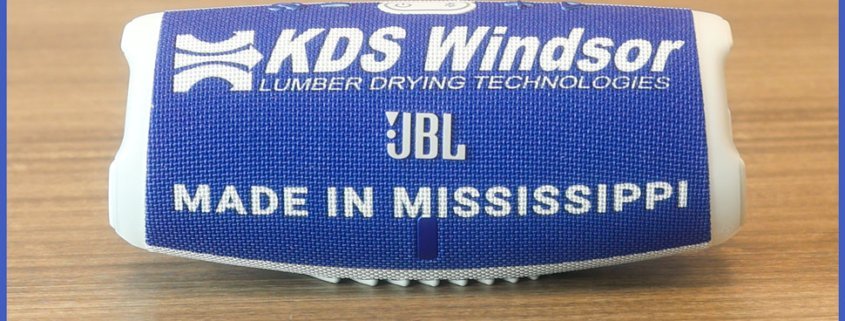 KDS Windsor
LUMBER DRYING TECHNOLOGIES
JBL
MADE IN MISSISSIPPI